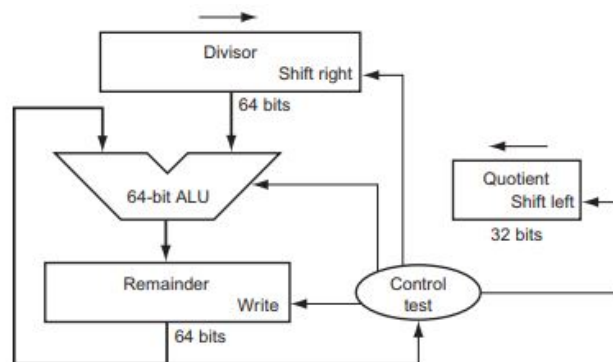 Divisor
Shift right
64 bits
64-bit ALU
Quotient
Shift left
32 bits
Remainder
Write
Control
test
64 bits